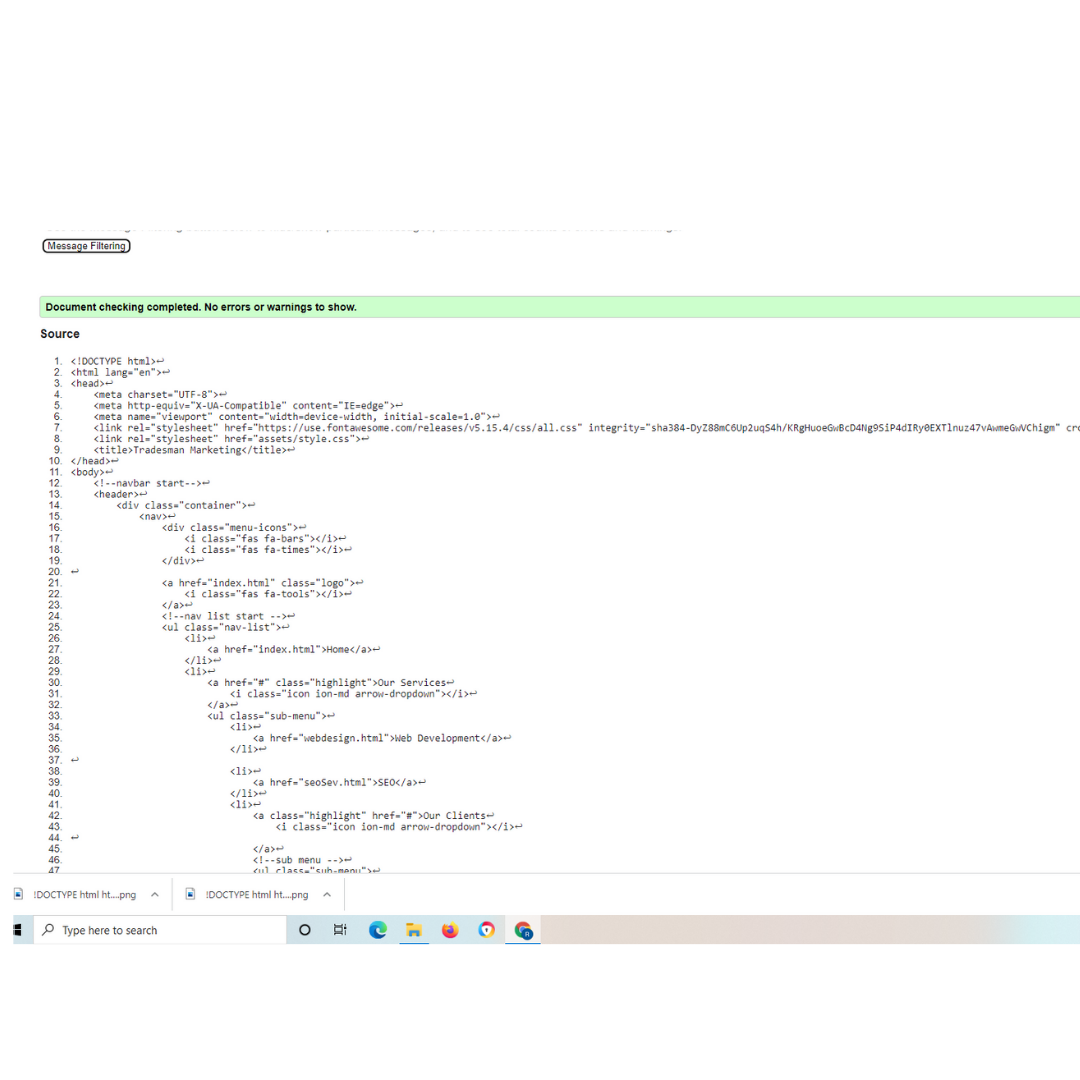 Message Filtering
Document checking completed. No errors or warnings to show.
Source
1. <!DOCTYPE html>↩
2. <html lang="en">↩
3. <head>↩
4. <meta charset="UTF-8">↩
5. <meta http-equiv="X-UA-Compatible" content="IE=edge">↩
6. <meta name="viewport" content="width=device-width, initial-scale=1.0">↩
7. <link rel="stylesheet" href="https://use.fontawesome.com/releases/v5.15.4/css/all.css" integrity="sha384-DyZ88mC6Up2uqS4h/KRgHuoeGwBcD4Ng9SiP4dIRy0EXTlnuz47vAwmeGwVChigm" cro
8. <link rel="stylesheet" href="assets/style.css">↩
9. <title>Tradesman Marketing</title>↩
10. </head>↩
11. <body>↩
12. <!--navbar start-->↩
13. <header>↩
14. <div class="container">↩
15. <nav>↩
16. <div class="menu-icons">↩
17. <i class="fas fa-bars"></i>↩
18. <i class="fas fa-times"></i>↩
19. </div>↩
20. ↩
21. <a href="index.html" class="logo">↩
22. <i class="fas fa-tools"></i>↩
23. </a>↩
24. <!--nav list start -->↩
25. <ul class="nav-list">↩
26. <li>↩
27. <a href="index.html">Home</a>↩
28. </li>↩
29. <li>↩
30. <a href="#" class="highlight">Our Services↩
31. <i class="icon ion-md arrow-dropdown"></i>↩
32. </a>↩
33. <ul class="sub-menu">↩
34. <li>↩
35. <a href="webdesign.html">Web Development</a>↩
36. </li>↩
37. ↩
38. <li>↩
39. <a href="seoSev.html">SEO</a>↩
40. </li>↩
41. <li>↩
42. <a class="highlight" href="#">Our Clients↩
43. <i class="icon ion-md arrow-dropdown"></i>↩
44. ↩
45. </a>↩
46. <!--sub menu -->↩
47. <ul class="sub-menu">↩
!DOCTYPE html ht....png !DOCTYPE html ht....png
Type here to search